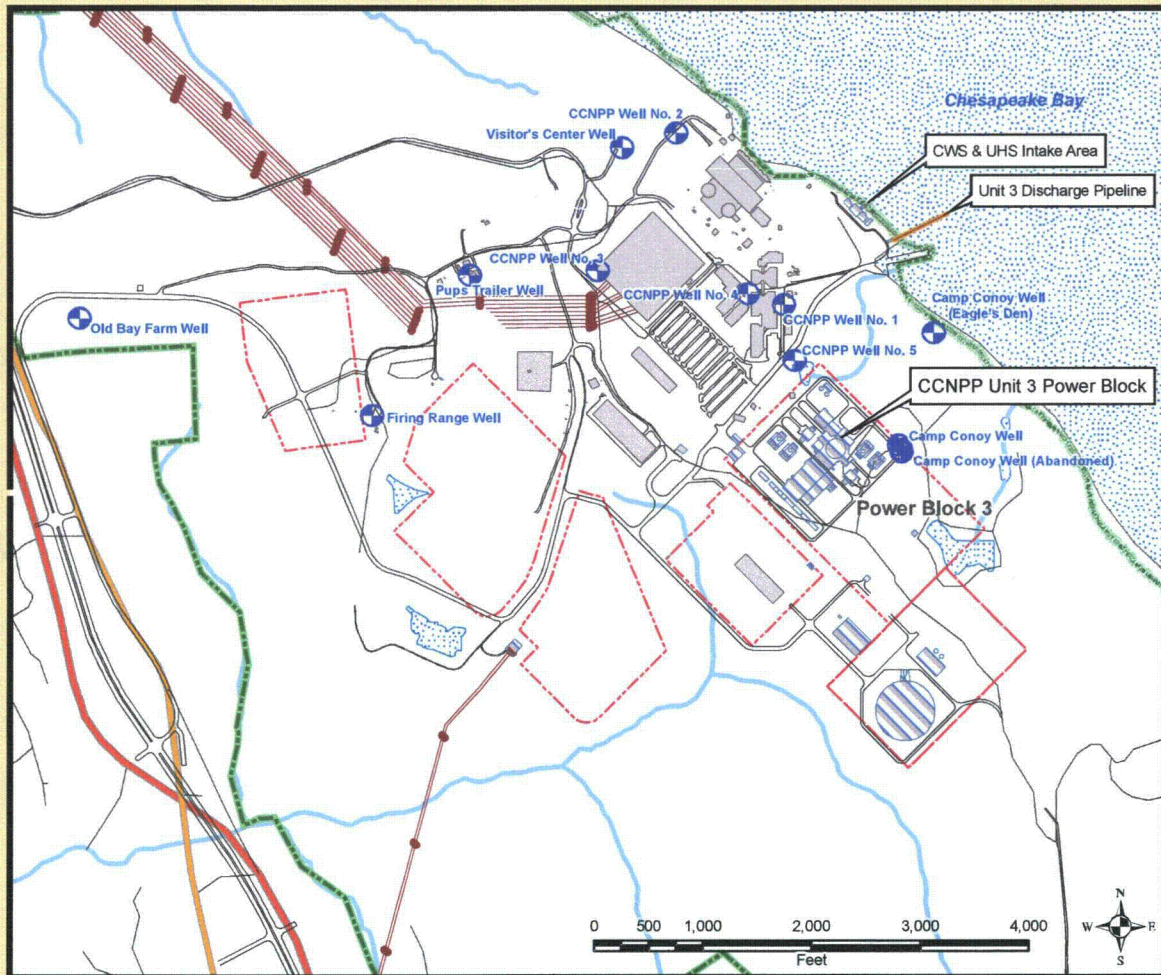 Chesapeake Bay
CCNPP Well No. 2
Visitor's Center Well
CWS & UHS Intake Area
Unit 3 Discharge Pipeline
CCNPP Well No. 3
Pups Trailer Well
CCNPP Well No. 4
CCNPP Well No. 1
Camp Conoy Well
(Eagle's Den)
Old Bay Farm Well
CCNPP Well No. 5
CCNPP Unit 3 Power Block
Firing Range Well
Camp Conoy Well
Camp Conoy Well (Abandoned)
Power Block 3
N
W E
S
0 500 1,000 2,000 3,000 4,000
Feet